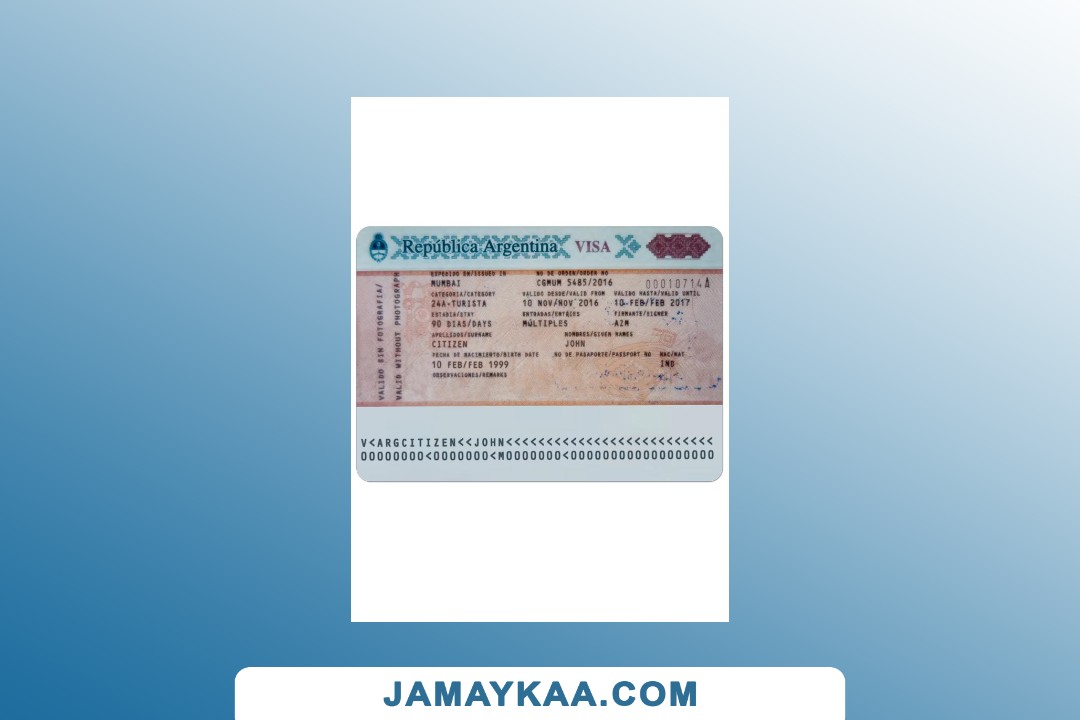 República Argentina VISA
EXPEDIDO EN/ISSUED IN NO DE ORDEN/ORDER NO
MUMBAI CGMUM 5485/2016 00010714A
CATEGORIA/CATEGORY VALIDO DESDE/VALID FROM VALIDO HASTA/VALID UNTIL
24A-TURISTA 10 NOV/NOV 2016 10 FEB/FEB 2017
ESTADIA/STAY ENTRADAS/ENTRIES FIRMANTE/SIGNER
90 DIAS/DAYS MÚLTIPLES AZM
APELLIDOS/SURNAME NOMBRES/GIVEN NAMES
CITIZEN JOHN
FECHA DE NACIMIENTO/BIRTH DATE NO DE PASAPORTE/PASSPORT NO NAC/NAT
10 FEB/FEB 1999 IND
OBSERVACIONES/REMARKS
VALIDO SIN FOTOGRAFIA/
VALID WITHOUT PHOTOGRAPH
V<ARGCITIZEN<<JOHN<<<<<<<<<<<<<<<<<<<<<<<<<<
00000000<0000000<M0000000<000000000000000000
JAMAYKAA.COM